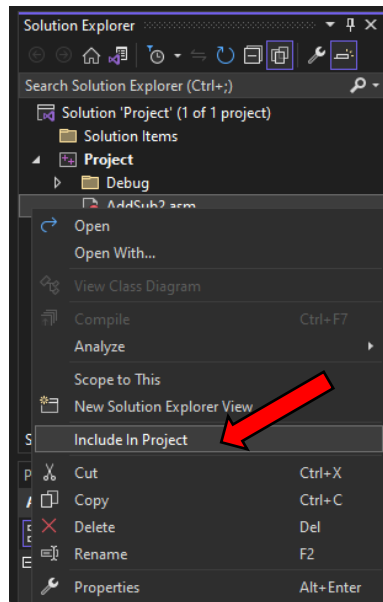 Solution Explorer
Search Solution Explorer (Ctrl+;)
Solution 'Project' (1 of 1 project)
Solution Items
Project
Debug
AddSub2.asm
Open
Open With...
View Class Diagram
Compile Ctrl+F7
Analyze
Scope to This
New Solution Explorer View
Include In Project
Cut Ctrl+X
Copy Ctrl+C
Delete Del
Rename F2
Properties Alt+Enter